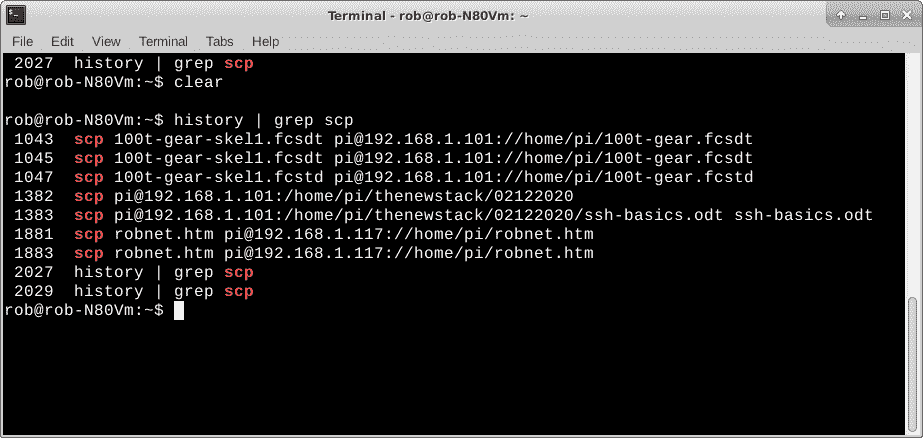 Terminal - rob@rob-N80Vm: ~
File Edit View Terminal Tabs Help
2027 history | grep scp
rob@rob-N80Vm:~$ clear
rob@rob-N80Vm:~$ history | grep scp
1043 scp 100t-gear-skel1.fcsdt pi@192.168.1.101://home/pi/100t-gear.fcsdt
1045 scp 100t-gear-skel1.fcsdt pi@192.168.1.101://home/pi/100t-gear.fcsdt
1047 scp 100t-gear-skel1.fcstd pi@192.168.1.101://home/pi/100t-gear.fcstd
1382 scp pi@192.168.1.101:/home/pi/thenewstack/02122020
1383 scp pi@192.168.1.101:/home/pi/thenewstack/02122020/ssh-basics.odt ssh-basics.odt
1881 scp robnet.htm pi@192.168.1.117://home/pi/robnet.htm
1883 scp robnet.htm pi@192.168.1.117://home/pi/robnet.htm
2027 history | grep scp
2029 history | grep scp
rob@rob-N80Vm:~$